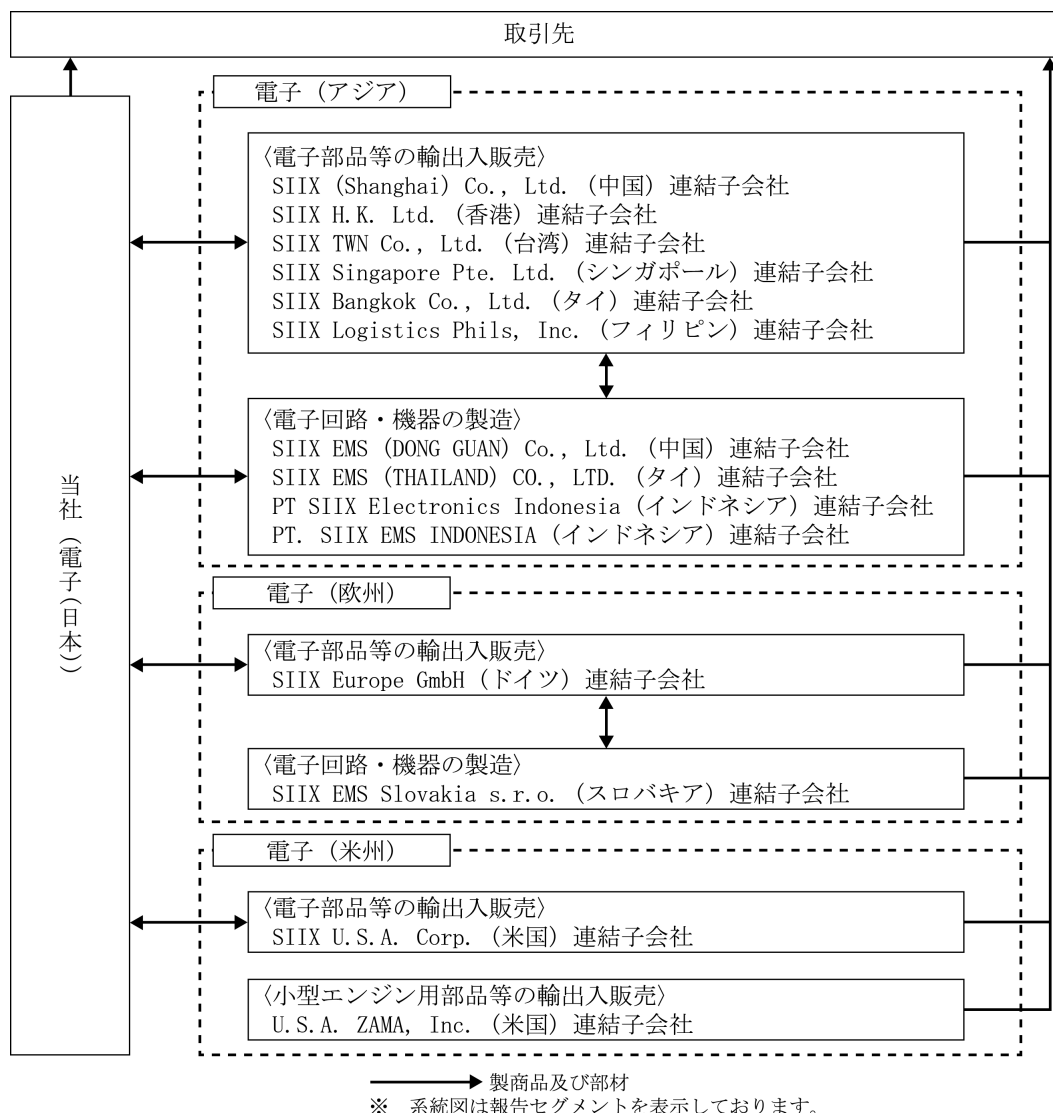 取引先
電子（アジア）
〈電子部品等の輸出入販売〉
SIIX (Shanghai) Co., Ltd.（中国）連結子会社
SIIX H.K. Ltd.（香港）連結子会社
SIIX TWN Co., Ltd.（台湾）連結子会社
SIIX Singapore Pte. Ltd.（シンガポール）連結子会社
SIIX Bangkok Co., Ltd.（タイ）連結子会社
SIIX Logistics Phils, Inc.（フィリピン）連結子会社
〈電子回路・機器の製造〉
SIIX EMS (DONG GUAN) Co., Ltd.（中国）連結子会社
SIIX EMS (THAILAND) CO., LTD.（タイ）連結子会社
PT SIIX Electronics Indonesia（インドネシア）連結子会社
PT. SIIX EMS INDONESIA（インドネシア）連結子会社
当社（電子（日本））
電子（欧州）
〈電子部品等の輸出入販売〉
SIIX Europe GmbH（ドイツ）連結子会社
〈電子回路・機器の製造〉
SIIX EMS Slovakia s.r.o.（スロバキア）連結子会社
電子（米州）
〈電子部品等の輸出入販売〉
SIIX U.S.A. Corp.（米国）連結子会社
〈小型エンジン用部品等の輸出入販売〉
U.S.A. ZAMA, Inc.（米国）連結子会社
製商品及び部材
※　系統図は報告セグメントを表示しております。